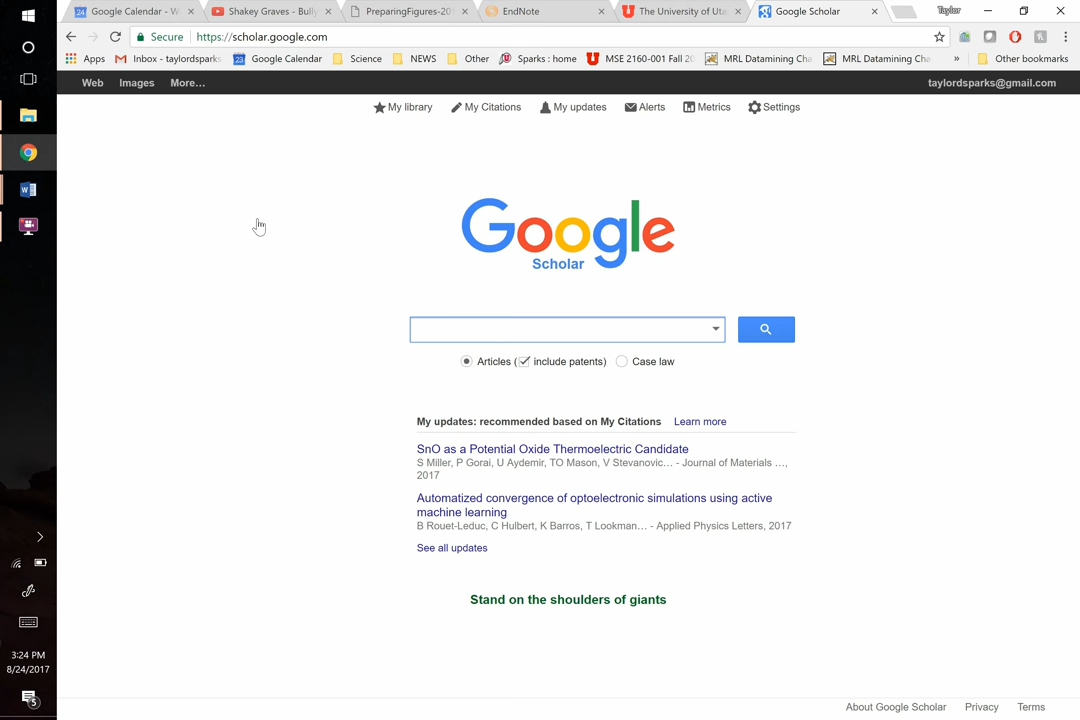 Google Calendar - W
Shakey Graves - Bully
PreparingFigures-201
EndNote
The University of Uta
Google Scholar
Taylor
Secure
https://scholar.google.com
Apps
Inbox - taylordsparks
Google Calendar
Science
NEWS
Other
Sparks : home
MSE 2160-001 Fall 20
MRL Datamining Cha
MRL Datamining Cha
»
Other bookmarks
Web
Images
More…
taylordsparks@gmail.com
My library
My Citations
My updates
Alerts
Metrics
Settings
Google
Scholar
Articles (
include patents)
Case law
My updates: recommended based on My Citations
Learn more
SnO as a Potential Oxide Thermoelectric Candidate
S Miller, P Gorai, U Aydemir, TO Mason, V Stevanovic… - Journal of Materials …,
2017
Automatized convergence of optoelectronic simulations using active
machine learning
B Rouet-Leduc, C Hulbert, K Barros, T Lookman… - Applied Physics Letters, 2017
See all updates
Stand on the shoulders of giants
3:24 PM
8/24/2017
5
About Google Scholar
Privacy
Terms